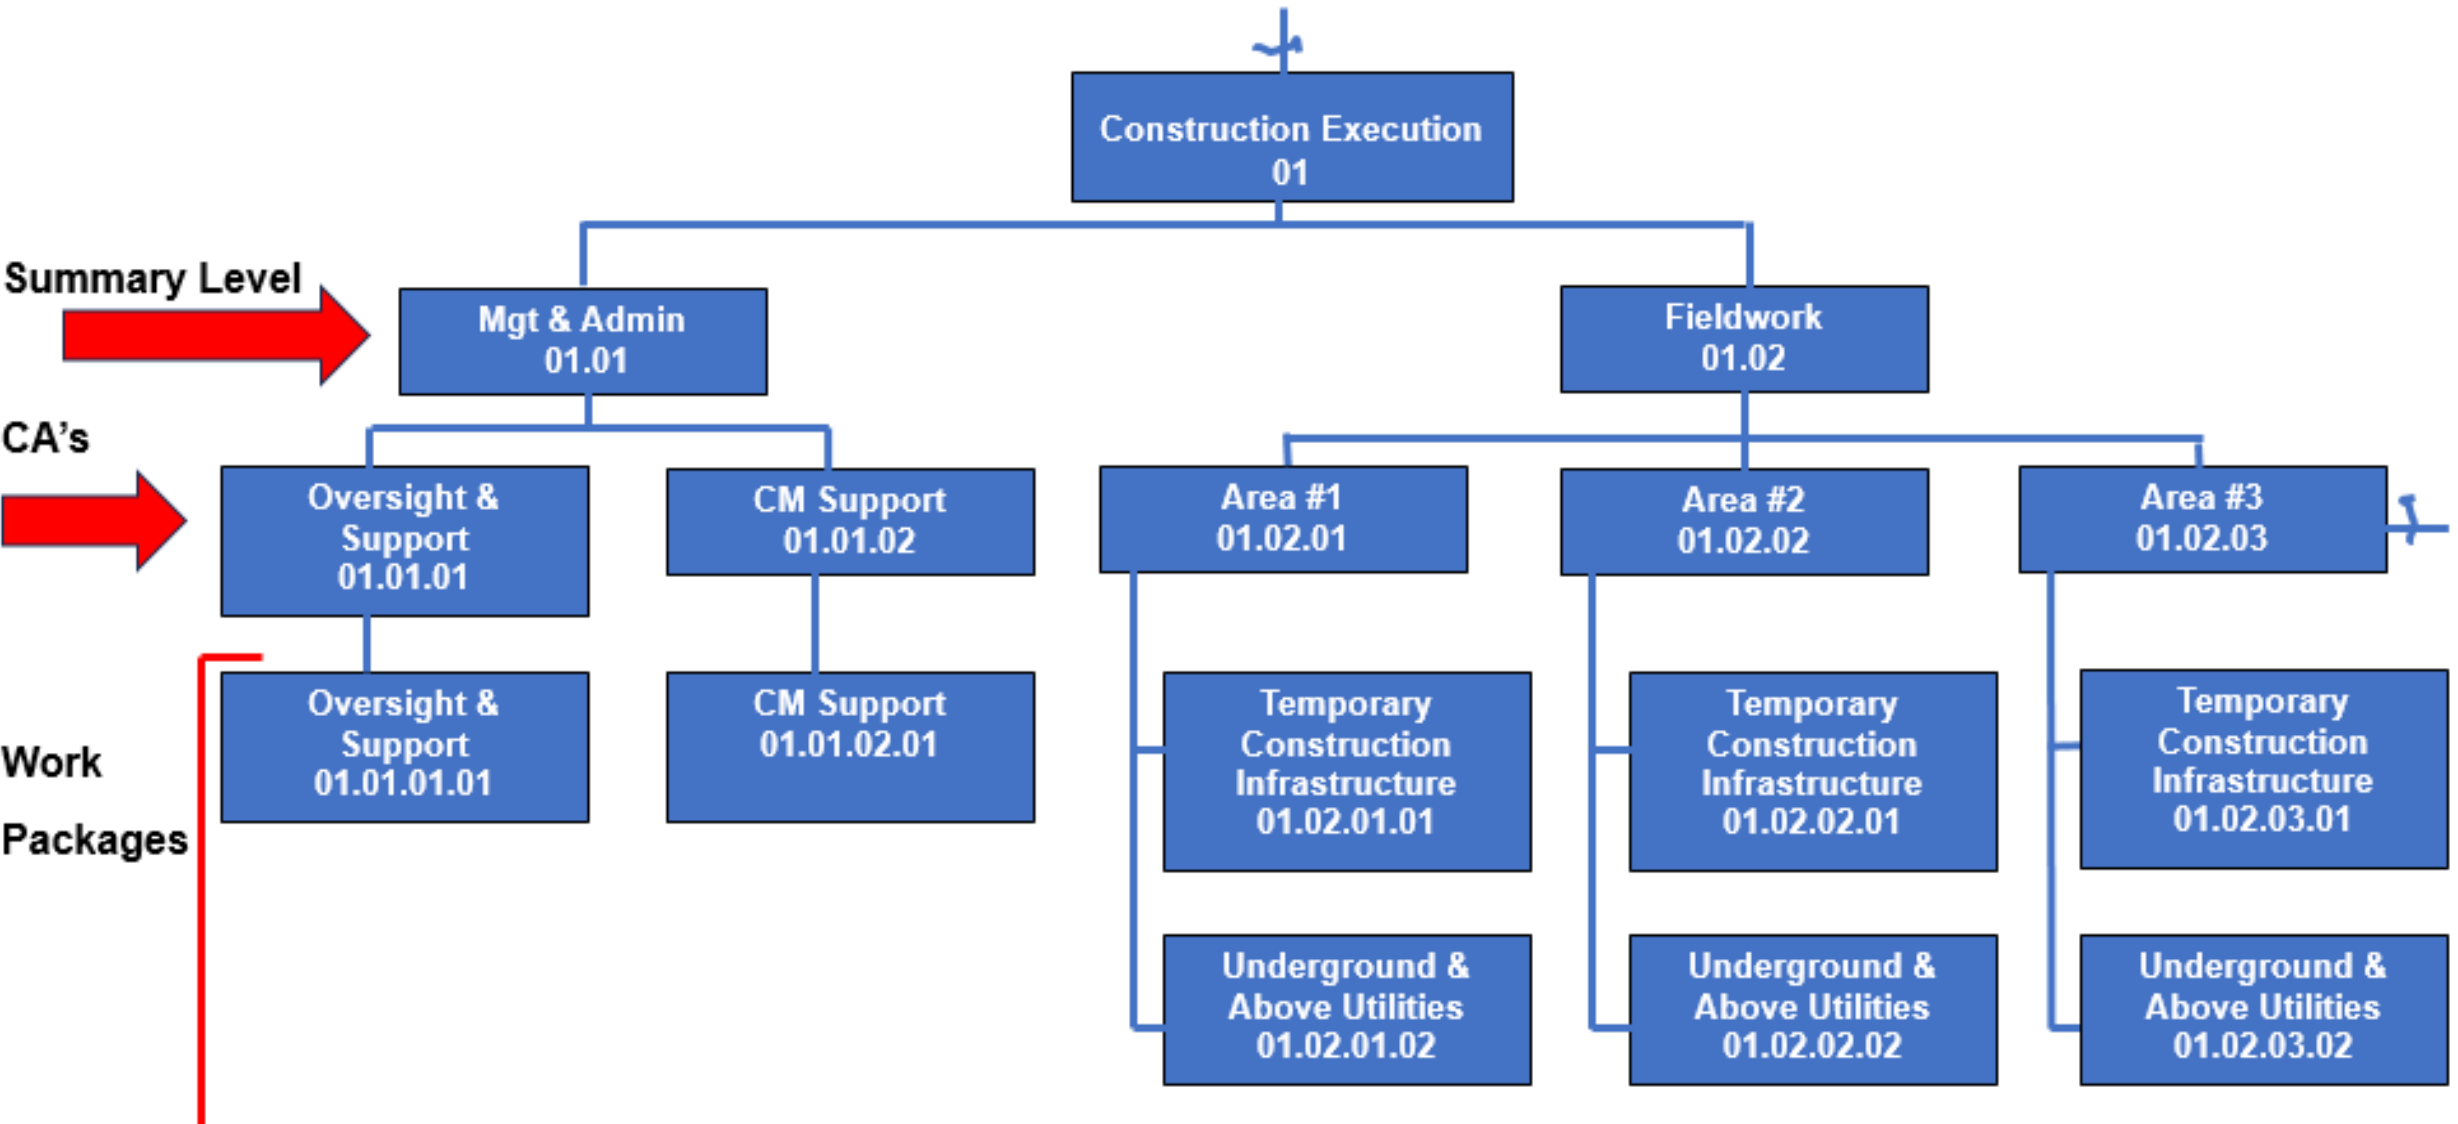 Construction Execution
01
Summary Level
Mgt & Admin
01.01
Fieldwork
01.02
CA’s
Oversight &
Support
01.01.01
CM Support
01.01.02
Area #1
01.02.01
Area #2
01.02.02
Area #3
01.02.03
Work
Packages
Oversight &
Support
01.01.01.01
CM Support
01.01.02.01
Temporary
Construction
Infrastructure
01.02.01.01
Temporary
Construction
Infrastructure
01.02.02.01
Temporary
Construction
Infrastructure
01.02.03.01
Underground &
Above Utilities
01.02.01.02
Underground &
Above Utilities
01.02.02.02
Underground &
Above Utilities
01.02.03.02